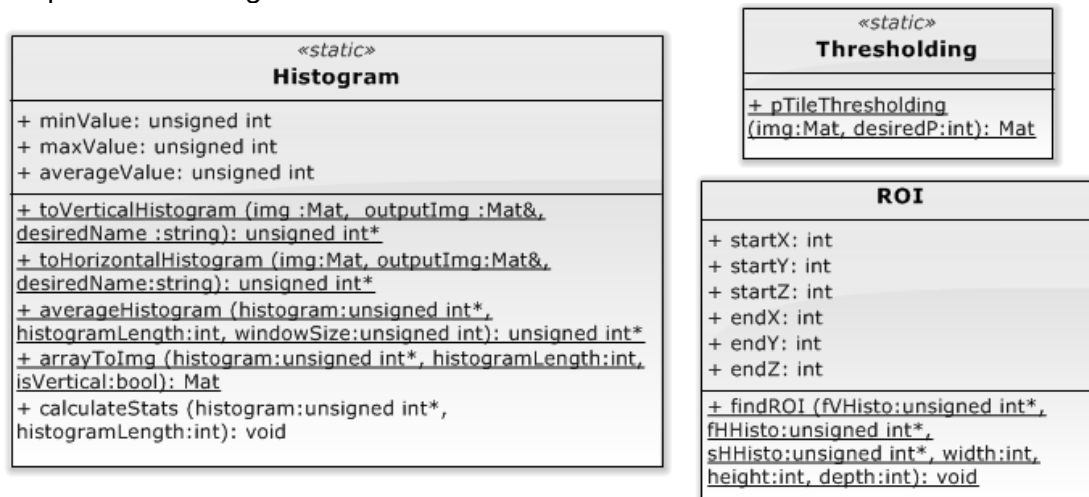 «static»
Histogram
+ minValue: unsigned int
+ maxValue: unsigned int
+ averageValue: unsigned int
+ toVerticalHistogram (img :Mat,  outputImg :Mat&,
desiredName :string): unsigned int*
+ toHorizontalHistogram (img:Mat, outputImg:Mat&,
desiredName:string): unsigned int*
+ averageHistogram (histogram:unsigned int*,
histogramLength:int, windowSize:unsigned int): unsigned int*
+ arrayToImg (histogram:unsigned int*, histogramLength:int,
isVertical:bool): Mat
+ calculateStats (histogram:unsigned int*,
histogramLength:int): void
«static»
Thresholding
+ pTileThresholding
(img:Mat, desiredP:int): Mat
ROI
+ startX: int
+ startY: int
+ startZ: int
+ endX: int
+ endY: int
+ endZ: int
+ findROI (fVHisto:unsigned int*,
fHHisto:unsigned int*,
sHHisto:unsigned int*, width:int,
height:int, depth:int): void